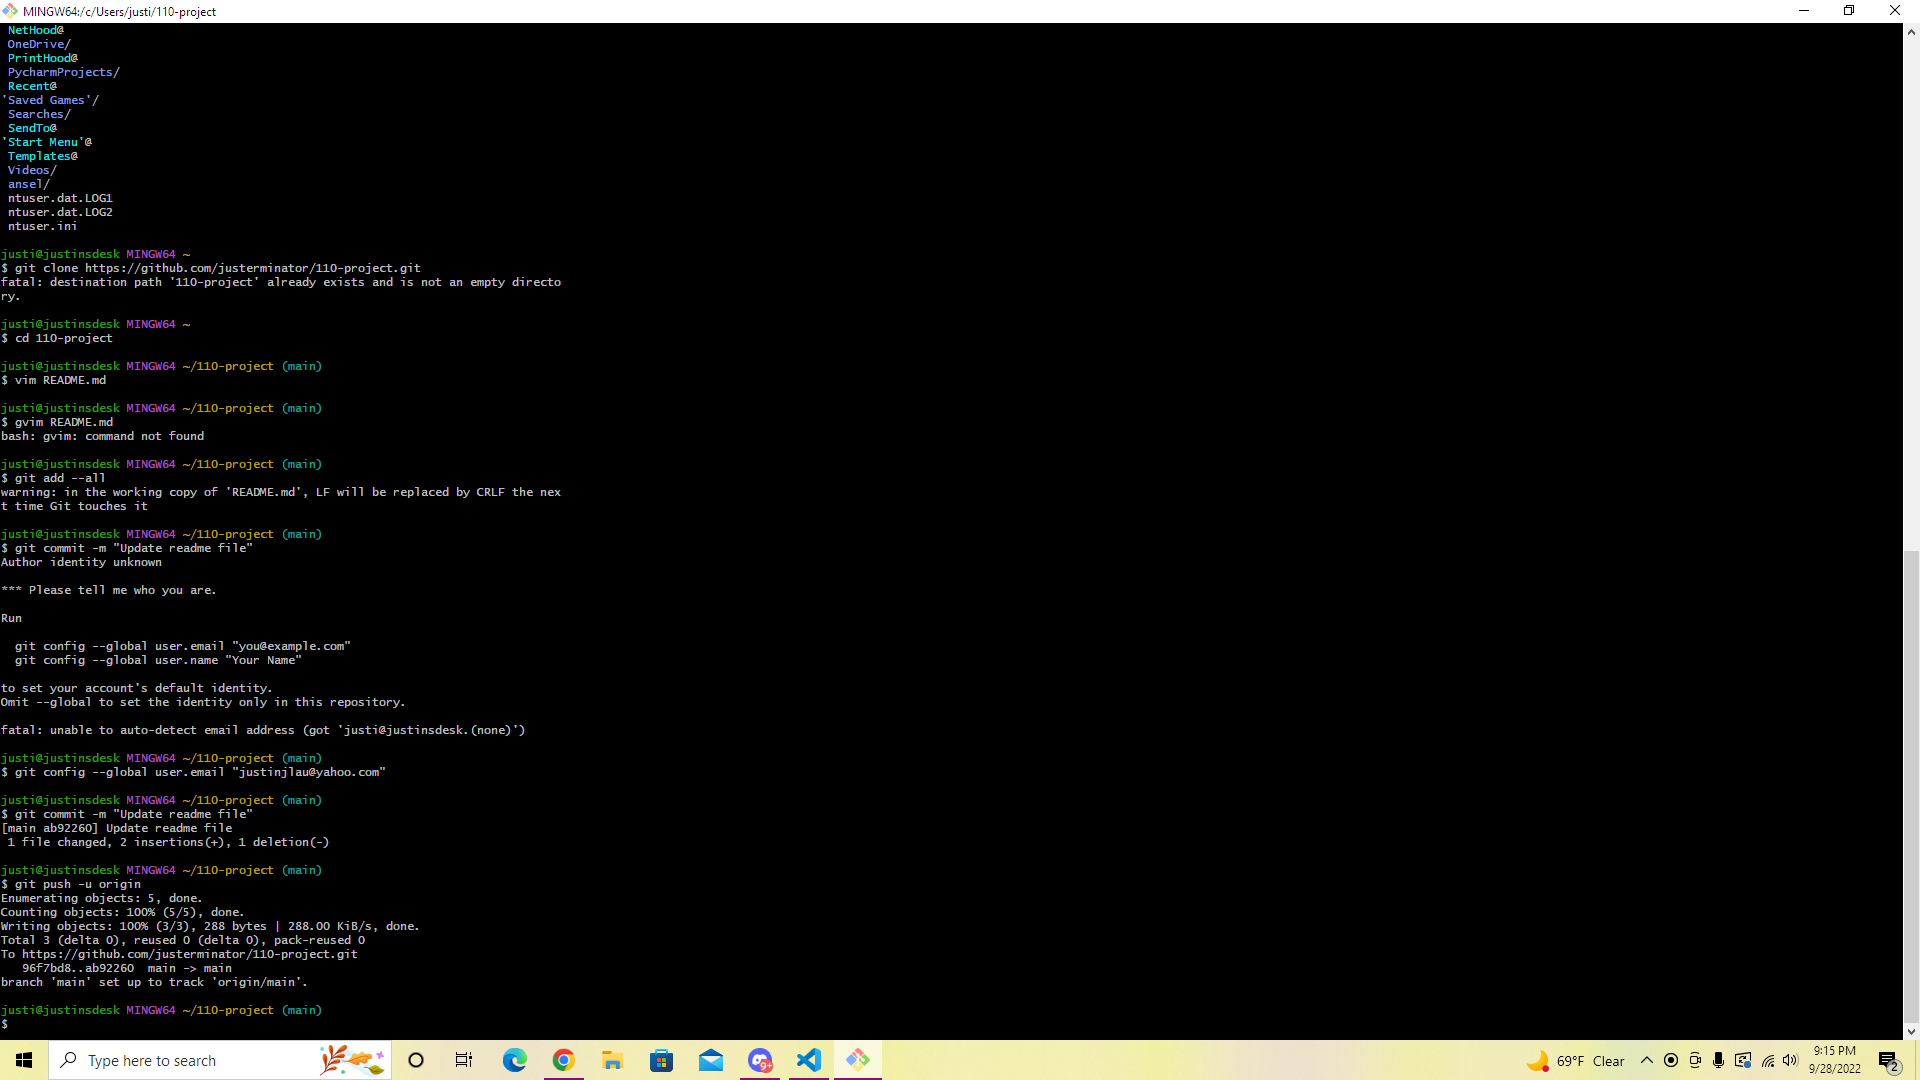 MINGW64:/c/Users/justi/110-project
NetHood@
OneDrive/
PrintHood@
PycharmProjects/
Recent@
'Saved Games'/
Searches/
SendTo@
'Start Menu'@
Templates@
Videos/
ansel/
ntuser.dat.LOG1
ntuser.dat.LOG2
ntuser.ini
justi@justinsdesk MINGW64 ~
$ git clone https://github.com/justerminator/110-project.git
fatal: destination path '110-project' already exists and is not an empty directo
ry.
justi@justinsdesk MINGW64 ~
$ cd 110-project
justi@justinsdesk MINGW64 ~/110-project (main)
$ vim README.md
justi@justinsdesk MINGW64 ~/110-project (main)
$ gvim README.md
bash: gvim: command not found
justi@justinsdesk MINGW64 ~/110-project (main)
$ git add --all
warning: in the working copy of 'README.md', LF will be replaced by CRLF the nex
t time Git touches it
justi@justinsdesk MINGW64 ~/110-project (main)
$ git commit -m "Update readme file"
Author identity unknown
*** Please tell me who you are.
Run
git config --global user.email "you@example.com"
git config --global user.name "Your Name"
to set your account's default identity.
Omit --global to set the identity only in this repository.
fatal: unable to auto-detect email address (got 'justi@justinsdesk.(none)')
justi@justinsdesk MINGW64 ~/110-project (main)
$ git config --global user.email "justinjlau@yahoo.com"
justi@justinsdesk MINGW64 ~/110-project (main)
$ git commit -m "Update readme file"
[main ab92260] Update readme file
1 file changed, 2 insertions(+), 1 deletion(-)
justi@justinsdesk MINGW64 ~/110-project (main)
$ git push -u origin
Enumerating objects: 5, done.
Counting objects: 100% (5/5), done.
Writing objects: 100% (3/3), 288 bytes | 288.00 KiB/s, done.
Total 3 (delta 0), reused 0 (delta 0), pack-reused 0
To https://github.com/justerminator/110-project.git
96f7bd8..ab92260  main -> main
branch 'main' set up to track 'origin/main'.
justi@justinsdesk MINGW64 ~/110-project (main)
$
Type here to search
9+
69°F Clear
9:15 PM
9/28/2022
2